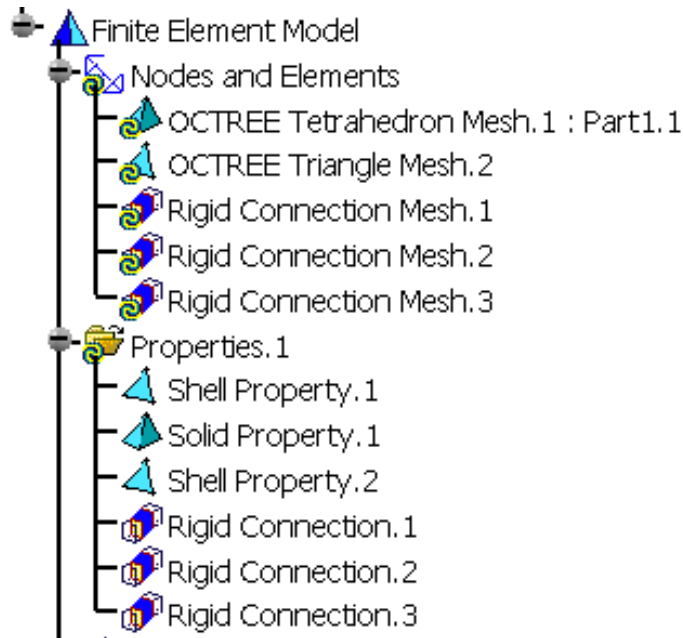 Finite Element Model
Nodes and Elements
OCTREE Tetrahedron Mesh.1 : Part1.1
OCTREE Triangle Mesh.2
Rigid Connection Mesh.1
Rigid Connection Mesh.2
Rigid Connection Mesh.3
Properties.1
Shell Property.1
Solid Property.1
Shell Property.2
Rigid Connection.1
Rigid Connection.2
Rigid Connection.3